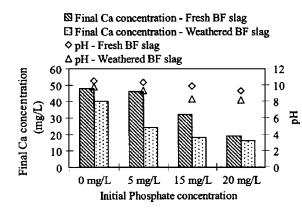 Final Ca concentration - Fresh BF slag
Final Ca concentration - Weathered BF slag
pH - Fresh BF slag
pH - Weathered BF slag
Final Ca concentration
(mg/L)
60
50
40
30
20
10
0
12
10
8
6
4
2
0
pH
0 mg/L 5 mg/L 15 mg/L 20 mg/L
Initial Phosphate concentration